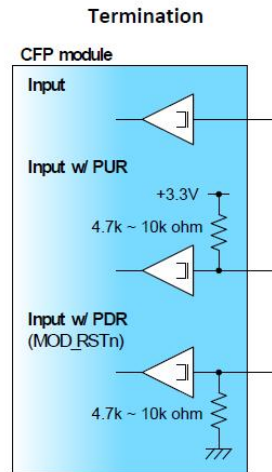 Termination
CFP module
Input
Input w/ PUR
+3.3V
4.7k ~ 10k ohm
Input w/ PDR
(MOD_RSTn)
4.7k ~ 10k ohm